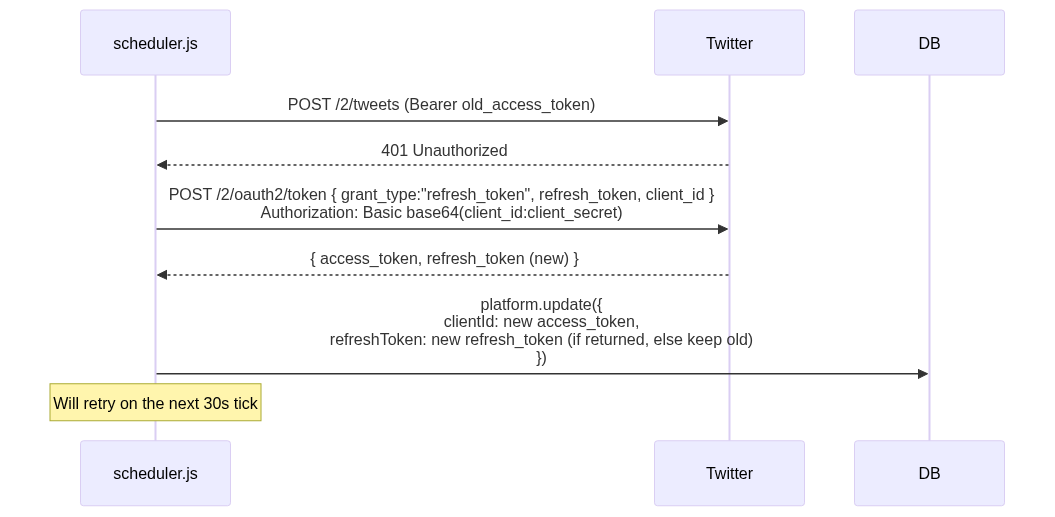 scheduler.js
Twitter
DB
POST /2/tweets (Bearer old_access_token)
401 Unauthorized
POST /2/oauth2/token { grant_type:"refresh_token", refresh_token, client_id }
Authorization: Basic base64(client_id:client_secret)
{ access_token, refresh_token (new) }
platform.update({
clientId: new access_token,
refreshToken: new refresh_token (if returned, else keep old)
})
Will retry on the next 30s tick
scheduler.js
Twitter
DB